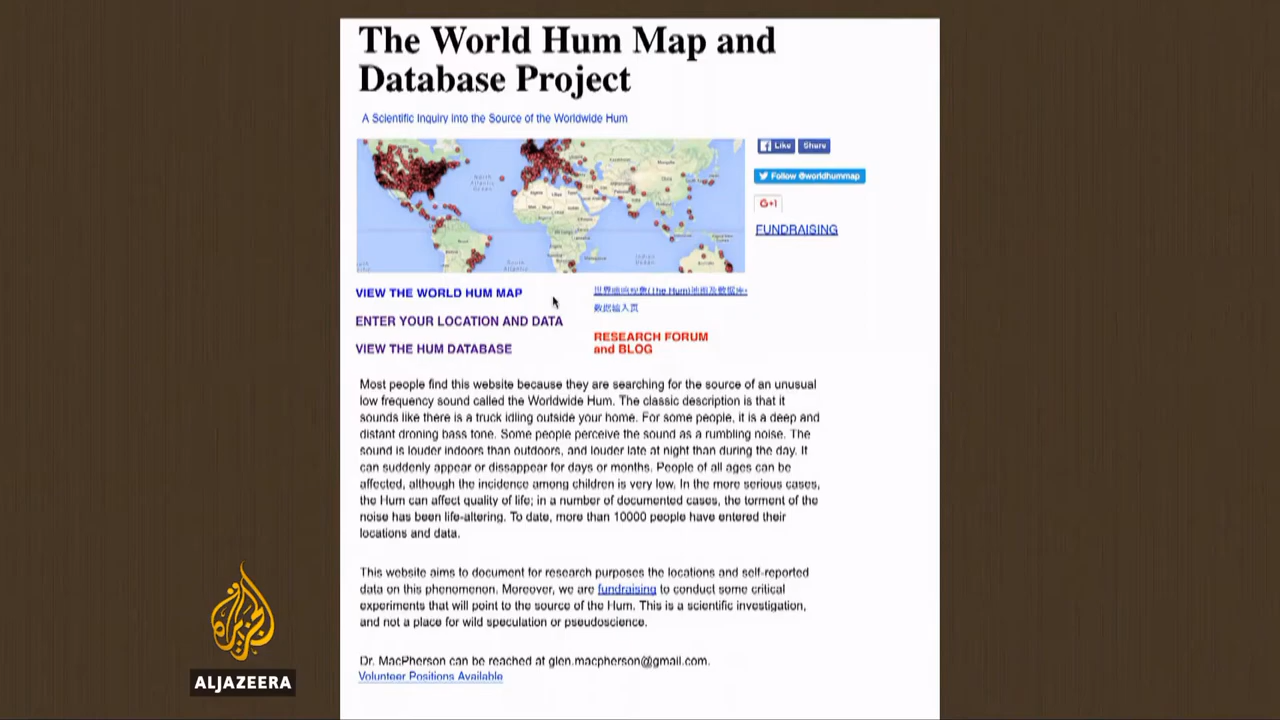 The World Hum Map and
Database Project
A Scientific Inquiry into the Source of the Worldwide Hum
Like
Share
Follow @worldhummap
G+1
FUNDRAISING
VIEW THE WORLD HUM MAP
ENTER YOUR LOCATION AND DATA
VIEW THE HUM DATABASE
数据输入页
RESEARCH FORUM
and BLOG
Most people find this website because they are searching for the source of an unusual
low frequency sound called the Worldwide Hum. The classic description is that it
sounds like there is a truck idling outside your home. For some people, it is a deep and
distant droning bass tone. Some people perceive the sound as a rumbling noise. The
sound is louder indoors than outdoors, and louder late at night than during the day. It
can suddenly appear or dissappear for days or months. People of all ages can be
affected, although the incidence among children is very low. In the more serious cases,
the Hum can affect quality of life; in a number of documented cases, the torment of the
noise has been life-altering. To date, more than 10000 people have entered their
locations and data.
This website aims to document for research purposes the locations and self-reported
data on this phenomenon. Moreover, we are fundraising to conduct some critical
experiments that will point to the source of the Hum. This is a scientific investigation,
and not a place for wild speculation or pseudoscience.
Dr. MacPherson can be reached at glen.macpherson@gmail.com.
Volunteer Positions Available
ALJAZEERA